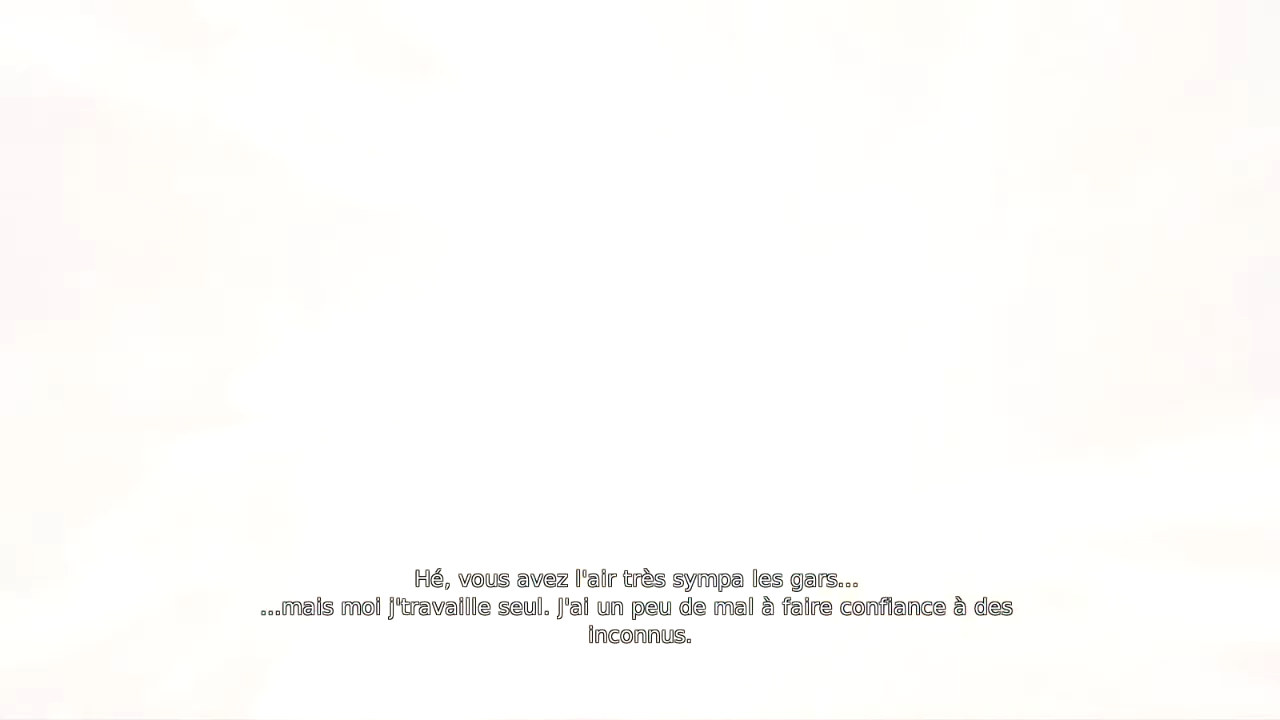 Hé, vous avez l'air très sympa les gars...
...mais moi j'travaille seul. J'ai un peu de mal à faire confiance à des
inconnus.